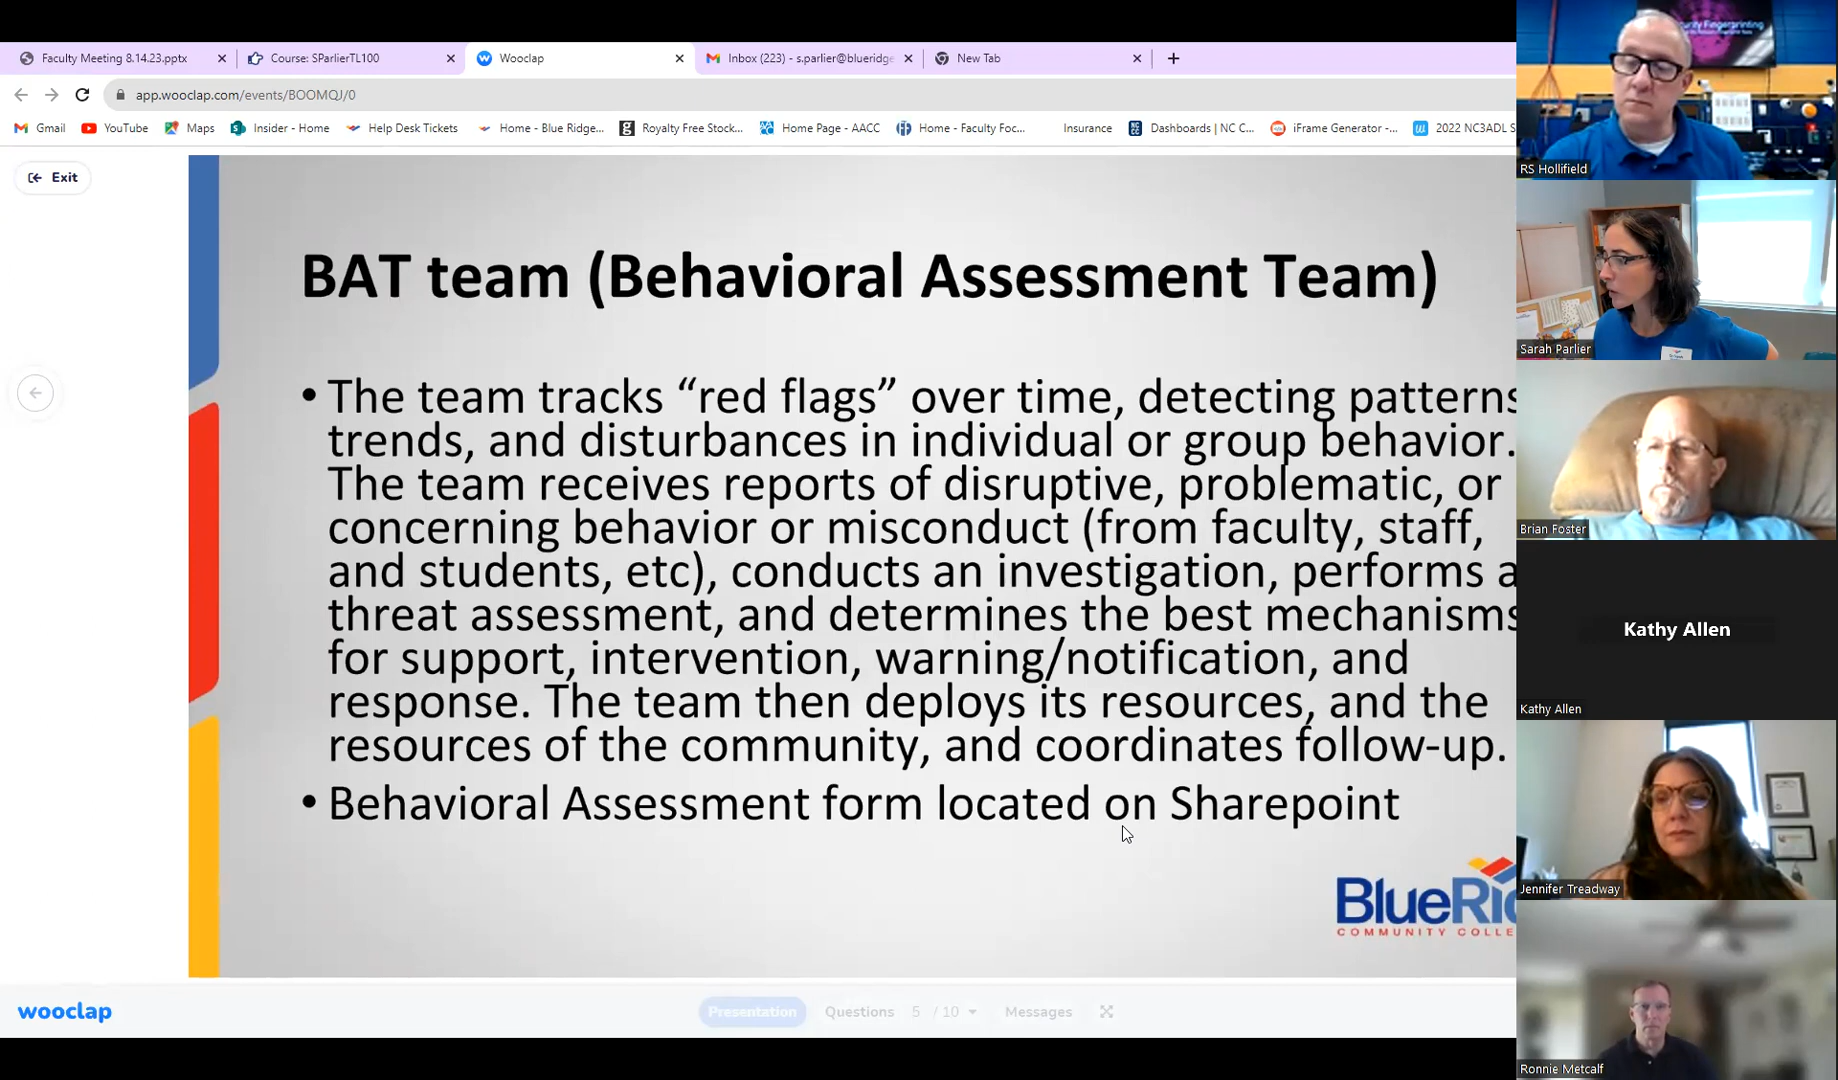 Faculty Meeting 8.14.23.pptx
Course: SParlierTL100
Wooclap
Inbox (223) - s.parlier@blueridge
New Tab
app.wooclap.com/events/BOOMQJ/0
Gmail
YouTube
Maps
Insider - Home
Help Desk Tickets
Home - Blue Ridge...
Royalty Free Stock...
Home Page - AACC
Home - Faculty Foc...
Insurance
Dashboards | NC C...
iFrame Generator -...
2022 NC3ADL S
Exit
BAT team (Behavioral Assessment Team)
• The team tracks “red flags” over time, detecting patterns
trends, and disturbances in individual or group behavior.
The team receives reports of disruptive, problematic, or
concerning behavior or misconduct (from faculty, staff,
and students, etc), conducts an investigation, performs a
threat assessment, and determines the best mechanisms
for support, intervention, warning/notification, and
response. The team then deploys its resources, and the
resources of the community, and coordinates follow-up.
• Behavioral Assessment form located on Sharepoint
BlueRid
COMMUNITY COLLE
wooclap
Presentation
Questions 5 / 10
Messages
Fingerprinting
RS Hollifield
Sarah Parlier
Brian Foster
Kathy Allen
Kathy Allen
Jennifer Treadway
Ronnie Metcalf